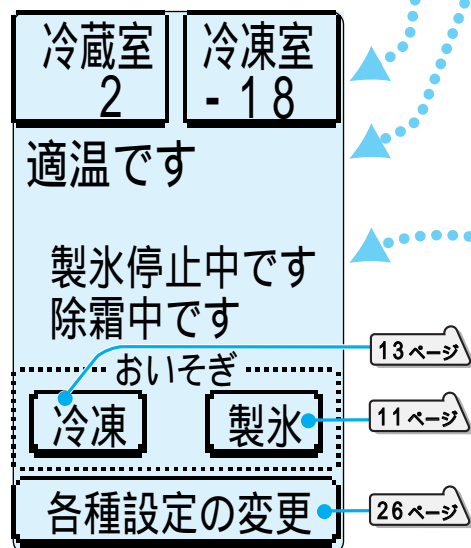 冷蔵室 冷凍室
2 -18
適温です
製氷停止中です
除霜中です
13ページ
おいそぎ
冷凍 製氷 11ページ
各種設定の変更 26ページ